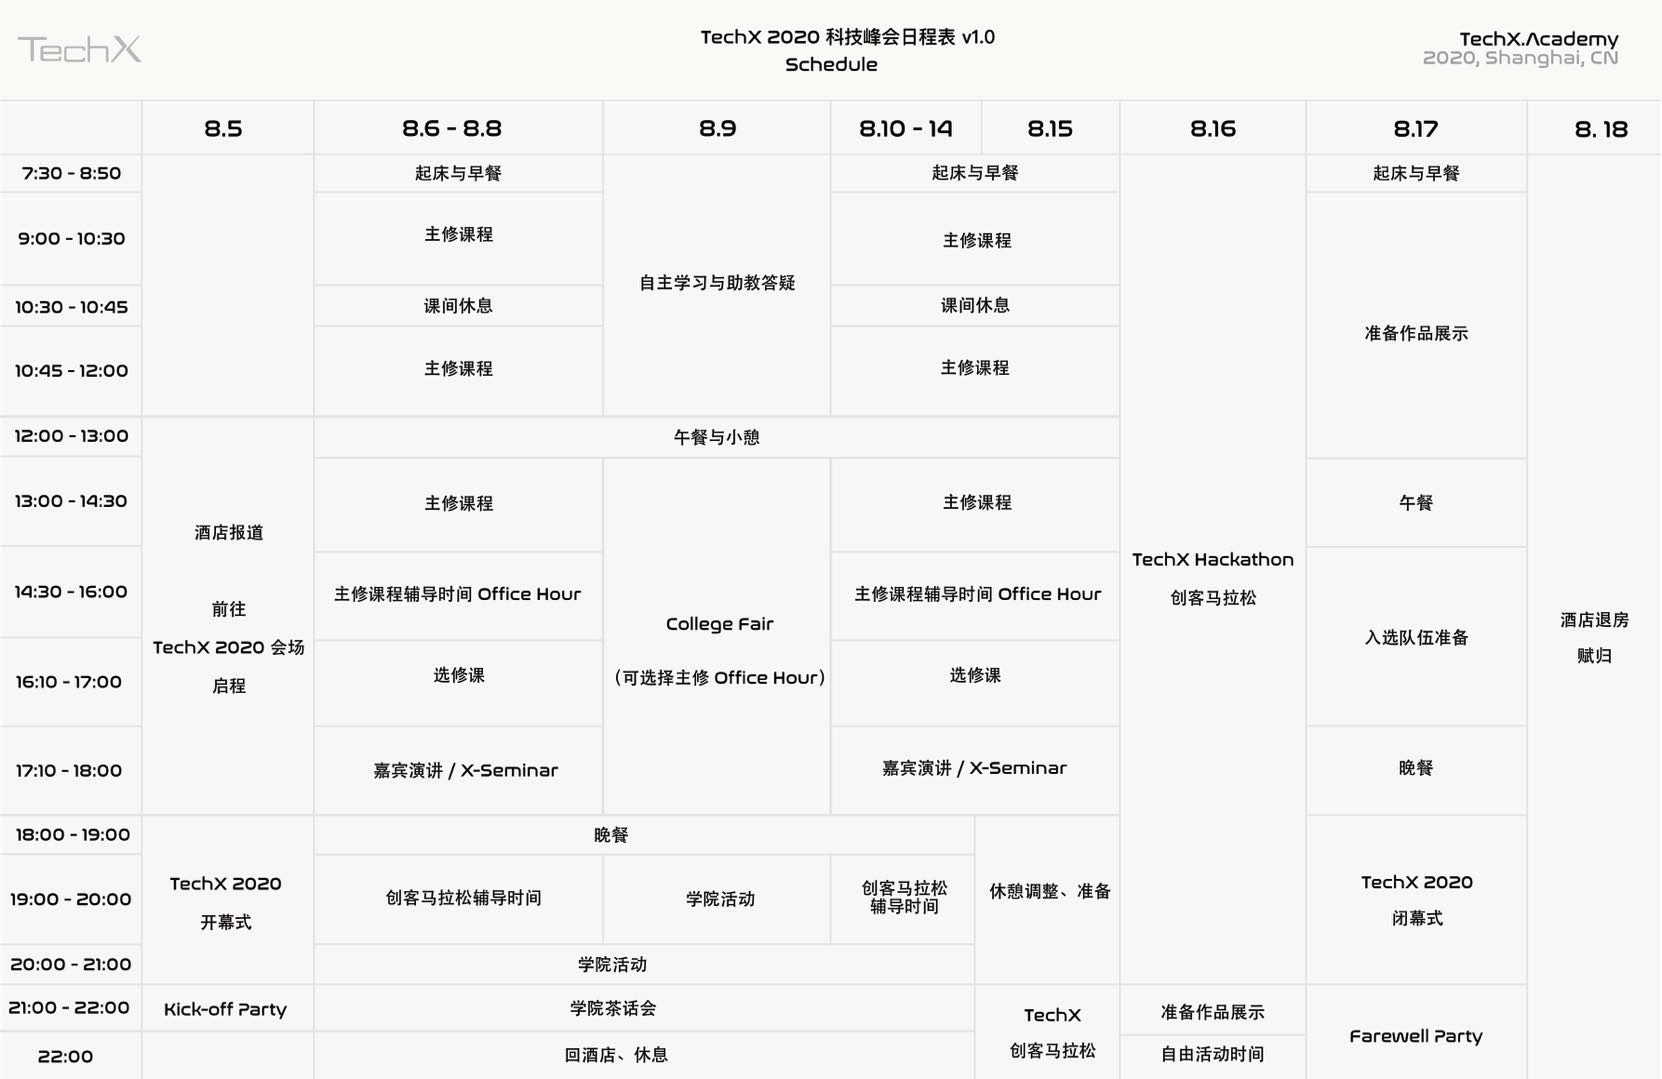 TechX
TechX 2020 科技峰会日程表 v1.0
Schedule
TechX.Academy
2020, Shanghai, CN
8.5
8.6 - 8.8
8.9
8.10 - 14
8.15
8.16
8.17
8. 18
7:30 - 8:50
起床与早餐
起床与早餐
起床与早餐
9:00 - 10:30
主修课程
主修课程
自主学习与助教答疑
10:30 - 10:45
课间休息
课间休息
准备作品展示
10:45 - 12:00
主修课程
主修课程
12:00 - 13:00
午餐与小憩
13:00 - 14:30
主修课程
主修课程
午餐
酒店报道
前往
TechX 2020 会场
启程
14:30 - 16:00
主修课程辅导时间 Office Hour
College Fair
(可选择主修 Office Hour)
主修课程辅导时间 Office Hour
TechX Hackathon
创客马拉松
入选队伍准备
酒店退房
赋归
16:10 - 17:00
选修课
选修课
17:10 - 18:00
嘉宾演讲 / X-Seminar
嘉宾演讲 / X-Seminar
晚餐
18:00 - 19:00
晚餐
TechX 2020
开幕式
19:00 - 20:00
创客马拉松辅导时间
学院活动
创客马拉松
辅导时间
休憩调整、准备
TechX 2020
闭幕式
20:00 - 21:00
学院活动
21:00 - 22:00
Kick-off Party
学院茶话会
TechX
创客马拉松
准备作品展示
Farewell Party
22:00
回酒店、休息
自由活动时间